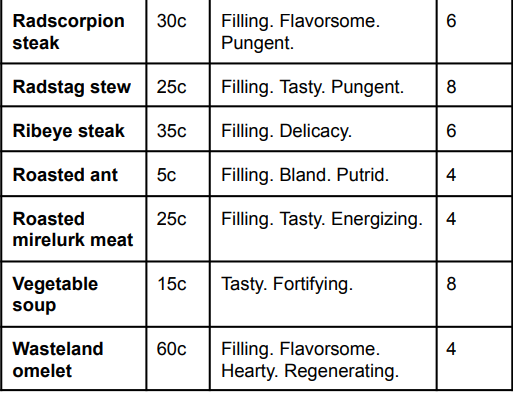 Radscorpion steak 30c Filling. Flavorsome. Pungent. 6
Radstag stew 25c Filling. Tasty. Pungent. 8
Ribeye steak 35c Filling. Delicacy. 6
Roasted ant 5c Filling. Bland. Putrid. 4
Roasted mirelurk meat 25c Filling. Tasty. Energizing. 4
Vegetable soup 15c Tasty. Fortifying. 8
Wasteland omelet 60c Filling. Flavorsome. Hearty. Regenerating. 4